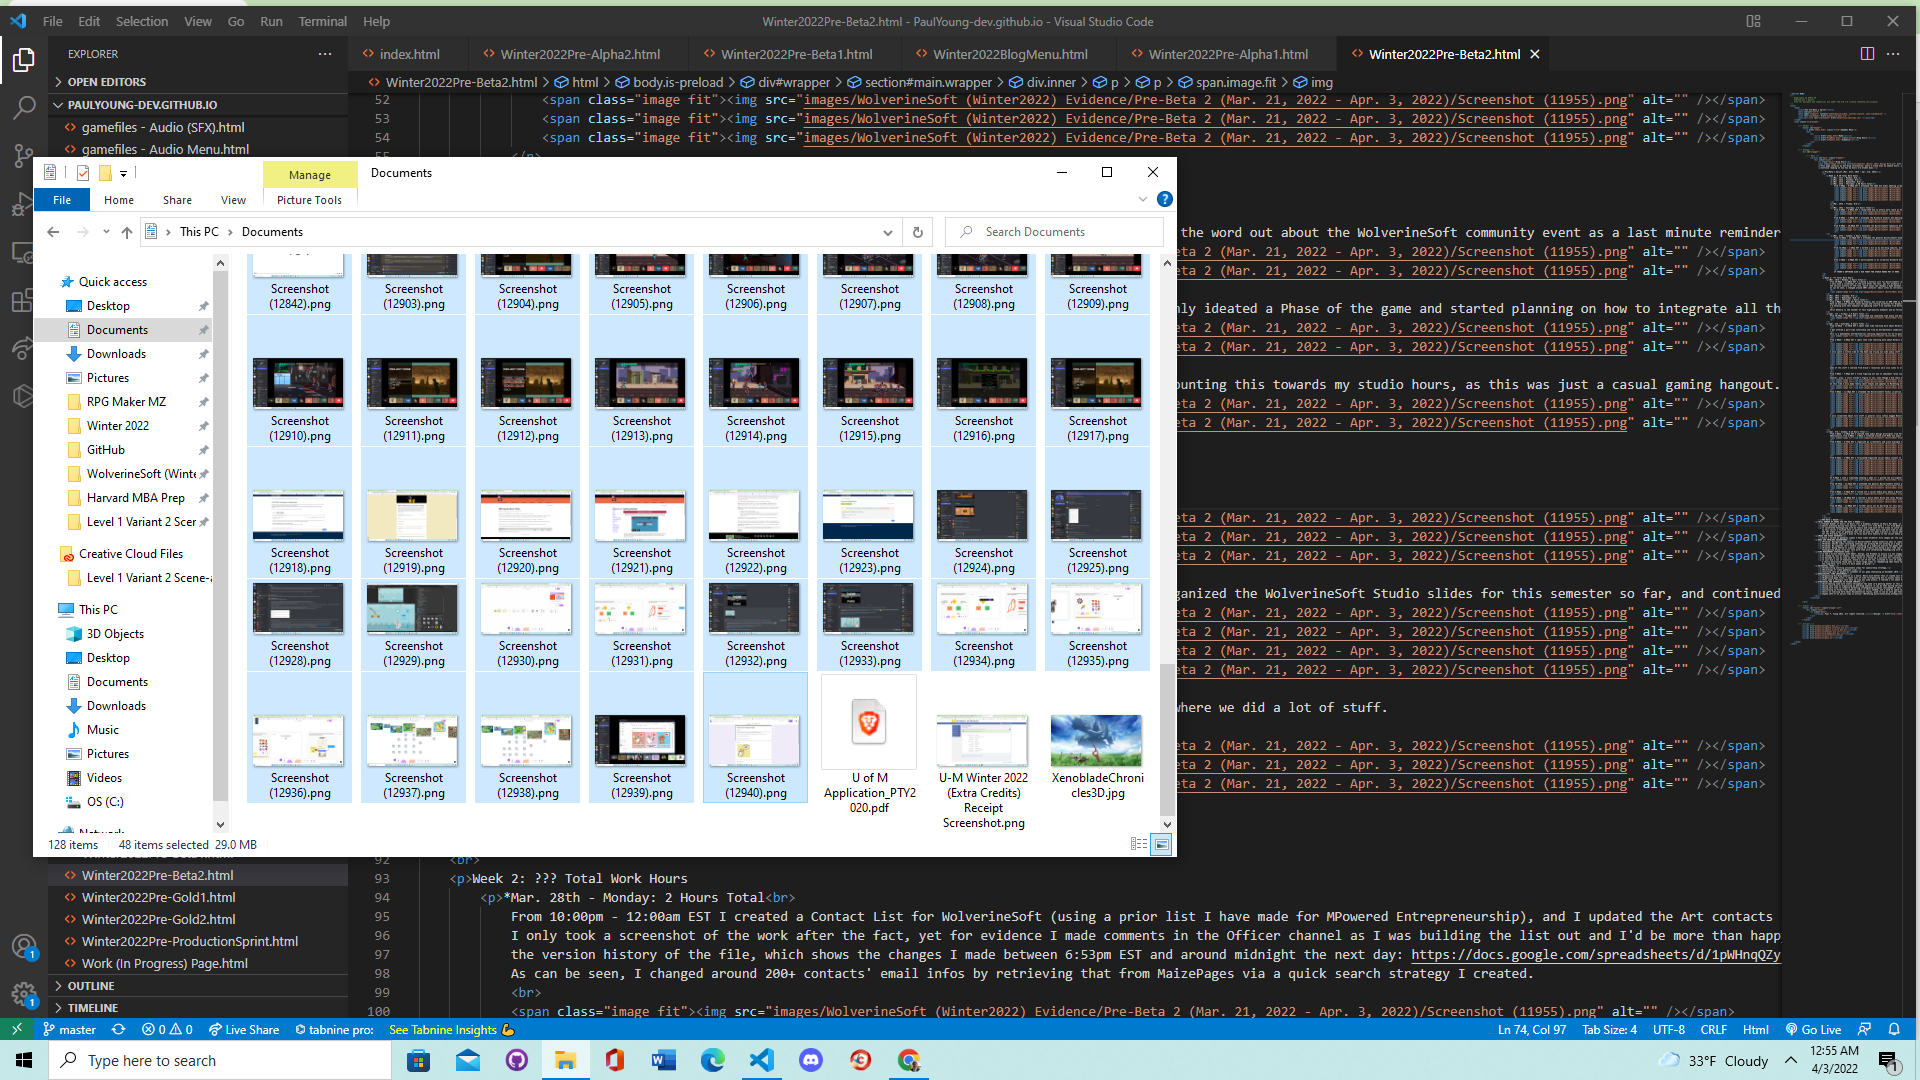 File Edit Selection View Go Run Terminal Help
Winter2022Pre-Beta2.html - PaulYoung-dev.github.io - Visual Studio Code
EXPLORER
index.html Winter2022Pre-Alpha2.html Winter2022Pre-Beta1.html Winter2022BlogMenu.html Winter2022Pre-Alpha1.html Winter2022Pre-Beta2.html
OPEN EDITORS
Winter2022Pre-Beta2.html > html > body.is-preload > div#wrapper > section#main.wrapper > div.inner > p > p > span.image.fit > img
PAULYOUNG-DEV.GITHUB.IO
gamefiles - Audio (SFX).html
gamefiles - Audio Menu.html
52 <span class="image fit"><img src="images/WolverineSoft (Winter2022) Evidence/Pre-Beta 2 (Mar. 21, 2022 - Apr. 3, 2022)/Screenshot (11955).png" alt="" /></span>
53 <span class="image fit"><img src="images/WolverineSoft (Winter2022) Evidence/Pre-Beta 2 (Mar. 21, 2022 - Apr. 3, 2022)/Screenshot (11955).png" alt="" /></span>
54 <span class="image fit"><img src="images/WolverineSoft (Winter2022) Evidence/Pre-Beta 2 (Mar. 21, 2022 - Apr. 3, 2022)/Screenshot (11955).png" alt="" /></span>
Manage
Documents
File Home Share View Picture Tools
This PC > Documents
Search Documents
Quick access
Desktop
Documents
Downloads
Pictures
RPG Maker MZ
Winter 2022
GitHub
WolverineSoft (Winte
Harvard MBA Prep
Level 1 Variant 2 Scer
Creative Cloud Files
Level 1 Variant 2 Scene-a
This PC
3D Objects
Desktop
Documents
Downloads
Music
Pictures
Videos
OS (C:)
Network
Screenshot (12842).png
Screenshot (12903).png
Screenshot (12904).png
Screenshot (12905).png
Screenshot (12906).png
Screenshot (12907).png
Screenshot (12908).png
Screenshot (12909).png
Screenshot (12910).png
Screenshot (12911).png
Screenshot (12912).png
Screenshot (12913).png
Screenshot (12914).png
Screenshot (12915).png
Screenshot (12916).png
Screenshot (12917).png
Screenshot (12918).png
Screenshot (12919).png
Screenshot (12920).png
Screenshot (12921).png
Screenshot (12922).png
Screenshot (12923).png
Screenshot (12924).png
Screenshot (12925).png
Screenshot (12928).png
Screenshot (12929).png
Screenshot (12930).png
Screenshot (12931).png
Screenshot (12932).png
Screenshot (12933).png
Screenshot (12934).png
Screenshot (12935).png
Screenshot (12936).png
Screenshot (12937).png
Screenshot (12938).png
Screenshot (12939).png
Screenshot (12940).png
U of M Application_PTY2020.pdf
U-M Winter 2022 (Extra Credits) Receipt Screenshot.png
XenobladeChronicles3D.jpg
128 items 48 items selected 29.0 MB
the word out about the WolverineSoft community event as a last minute reminder
eta 2 (Mar. 21, 2022 - Apr. 3, 2022)/Screenshot (11955).png" alt="" /></span>
eta 2 (Mar. 21, 2022 - Apr. 3, 2022)/Screenshot (11955).png" alt="" /></span>
nly ideated a Phase of the game and started planning on how to integrate all th
eta 2 (Mar. 21, 2022 - Apr. 3, 2022)/Screenshot (11955).png" alt="" /></span>
eta 2 (Mar. 21, 2022 - Apr. 3, 2022)/Screenshot (11955).png" alt="" /></span>
ounting this towards my studio hours, as this was just a casual gaming hangout.
eta 2 (Mar. 21, 2022 - Apr. 3, 2022)/Screenshot (11955).png" alt="" /></span>
eta 2 (Mar. 21, 2022 - Apr. 3, 2022)/Screenshot (11955).png" alt="" /></span>
eta 2 (Mar. 21, 2022 - Apr. 3, 2022)/Screenshot (11955).png" alt="" /></span>
eta 2 (Mar. 21, 2022 - Apr. 3, 2022)/Screenshot (11955).png" alt="" /></span>
eta 2 (Mar. 21, 2022 - Apr. 3, 2022)/Screenshot (11955).png" alt="" /></span>
ganized the WolverineSoft Studio slides for this semester so far, and continued
eta 2 (Mar. 21, 2022 - Apr. 3, 2022)/Screenshot (11955).png" alt="" /></span>
eta 2 (Mar. 21, 2022 - Apr. 3, 2022)/Screenshot (11955).png" alt="" /></span>
eta 2 (Mar. 21, 2022 - Apr. 3, 2022)/Screenshot (11955).png" alt="" /></span>
eta 2 (Mar. 21, 2022 - Apr. 3, 2022)/Screenshot (11955).png" alt="" /></span>
where we did a lot of stuff.
eta 2 (Mar. 21, 2022 - Apr. 3, 2022)/Screenshot (11955).png" alt="" /></span>
eta 2 (Mar. 21, 2022 - Apr. 3, 2022)/Screenshot (11955).png" alt="" /></span>
eta 2 (Mar. 21, 2022 - Apr. 3, 2022)/Screenshot (11955).png" alt="" /></span>
Winter2022Pre-Beta2.html
Winter2022Pre-Gold1.html
Winter2022Pre-Gold2.html
Winter2022Pre-ProductionSprint.html
Work (In Progress) Page.html
OUTLINE
TIMELINE
92 <br>
93 <p>Week 2: ??? Total Work Hours
94 <p>*Mar. 28th - Monday: 2 Hours Total<br>
95 From 10:00pm - 12:00am EST I created a Contact List for WolverineSoft (using a prior list I have made for MPowered Entrepreneurship), and I updated the Art contacts
96 I only took a screenshot of the work after the fact, yet for evidence I made comments in the Officer channel as I was building the list out and I'd be more than happ
97 the version history of the file, which shows the changes I made between 6:53pm EST and around midnight the next day: https://docs.google.com/spreadsheets/d/1pWHnqQZy
98 As can be seen, I changed around 200+ contacts' email infos by retrieving that from MaizePages via a quick search strategy I created.
99 <br>
100 <span class="image fit"><img src="images/WolverineSoft (Winter2022) Evidence/Pre-Beta 2 (Mar. 21, 2022 - Apr. 3, 2022)/Screenshot (11955).png" alt="" /></span>
master 0 0 Live Share tabnine pro: See Tabnine Insights
Ln 74, Col 97 Tab Size: 4 UTF-8 CRLF Html Go Live
Type here to search
33°F Cloudy
12:55 AM
4/3/2022
1